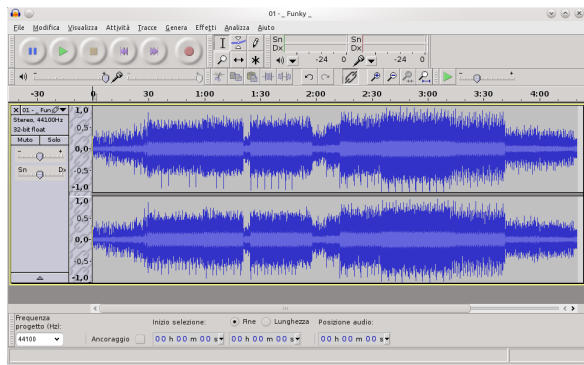 01 - _ Funky _
File Modifica Visualizza Attività Tracce Genera Effetti Analizza Aiuto
Sn Dx -24 0 Sn Dx -24 0
-30 0 30 1:00 1:30 2:00 2:30 3:00 3:30 4:00
X 01 - _ Fun
Stereo, 44100Hz
32-bit float
Muto Solo
- +
Sn Dx
1,0
0,5-
0,0-
-0,5-
-1,0
1,0
0,5-
0,0-
-0,5-
-1,0
Frequenza
progetto (Hz):
44100
Ancoraggio
Inizio selezione: Fine Lunghezza Posizione audio:
00 h 00 m 00 s 00 h 00 m 00 s 00 h 00 m 00 s